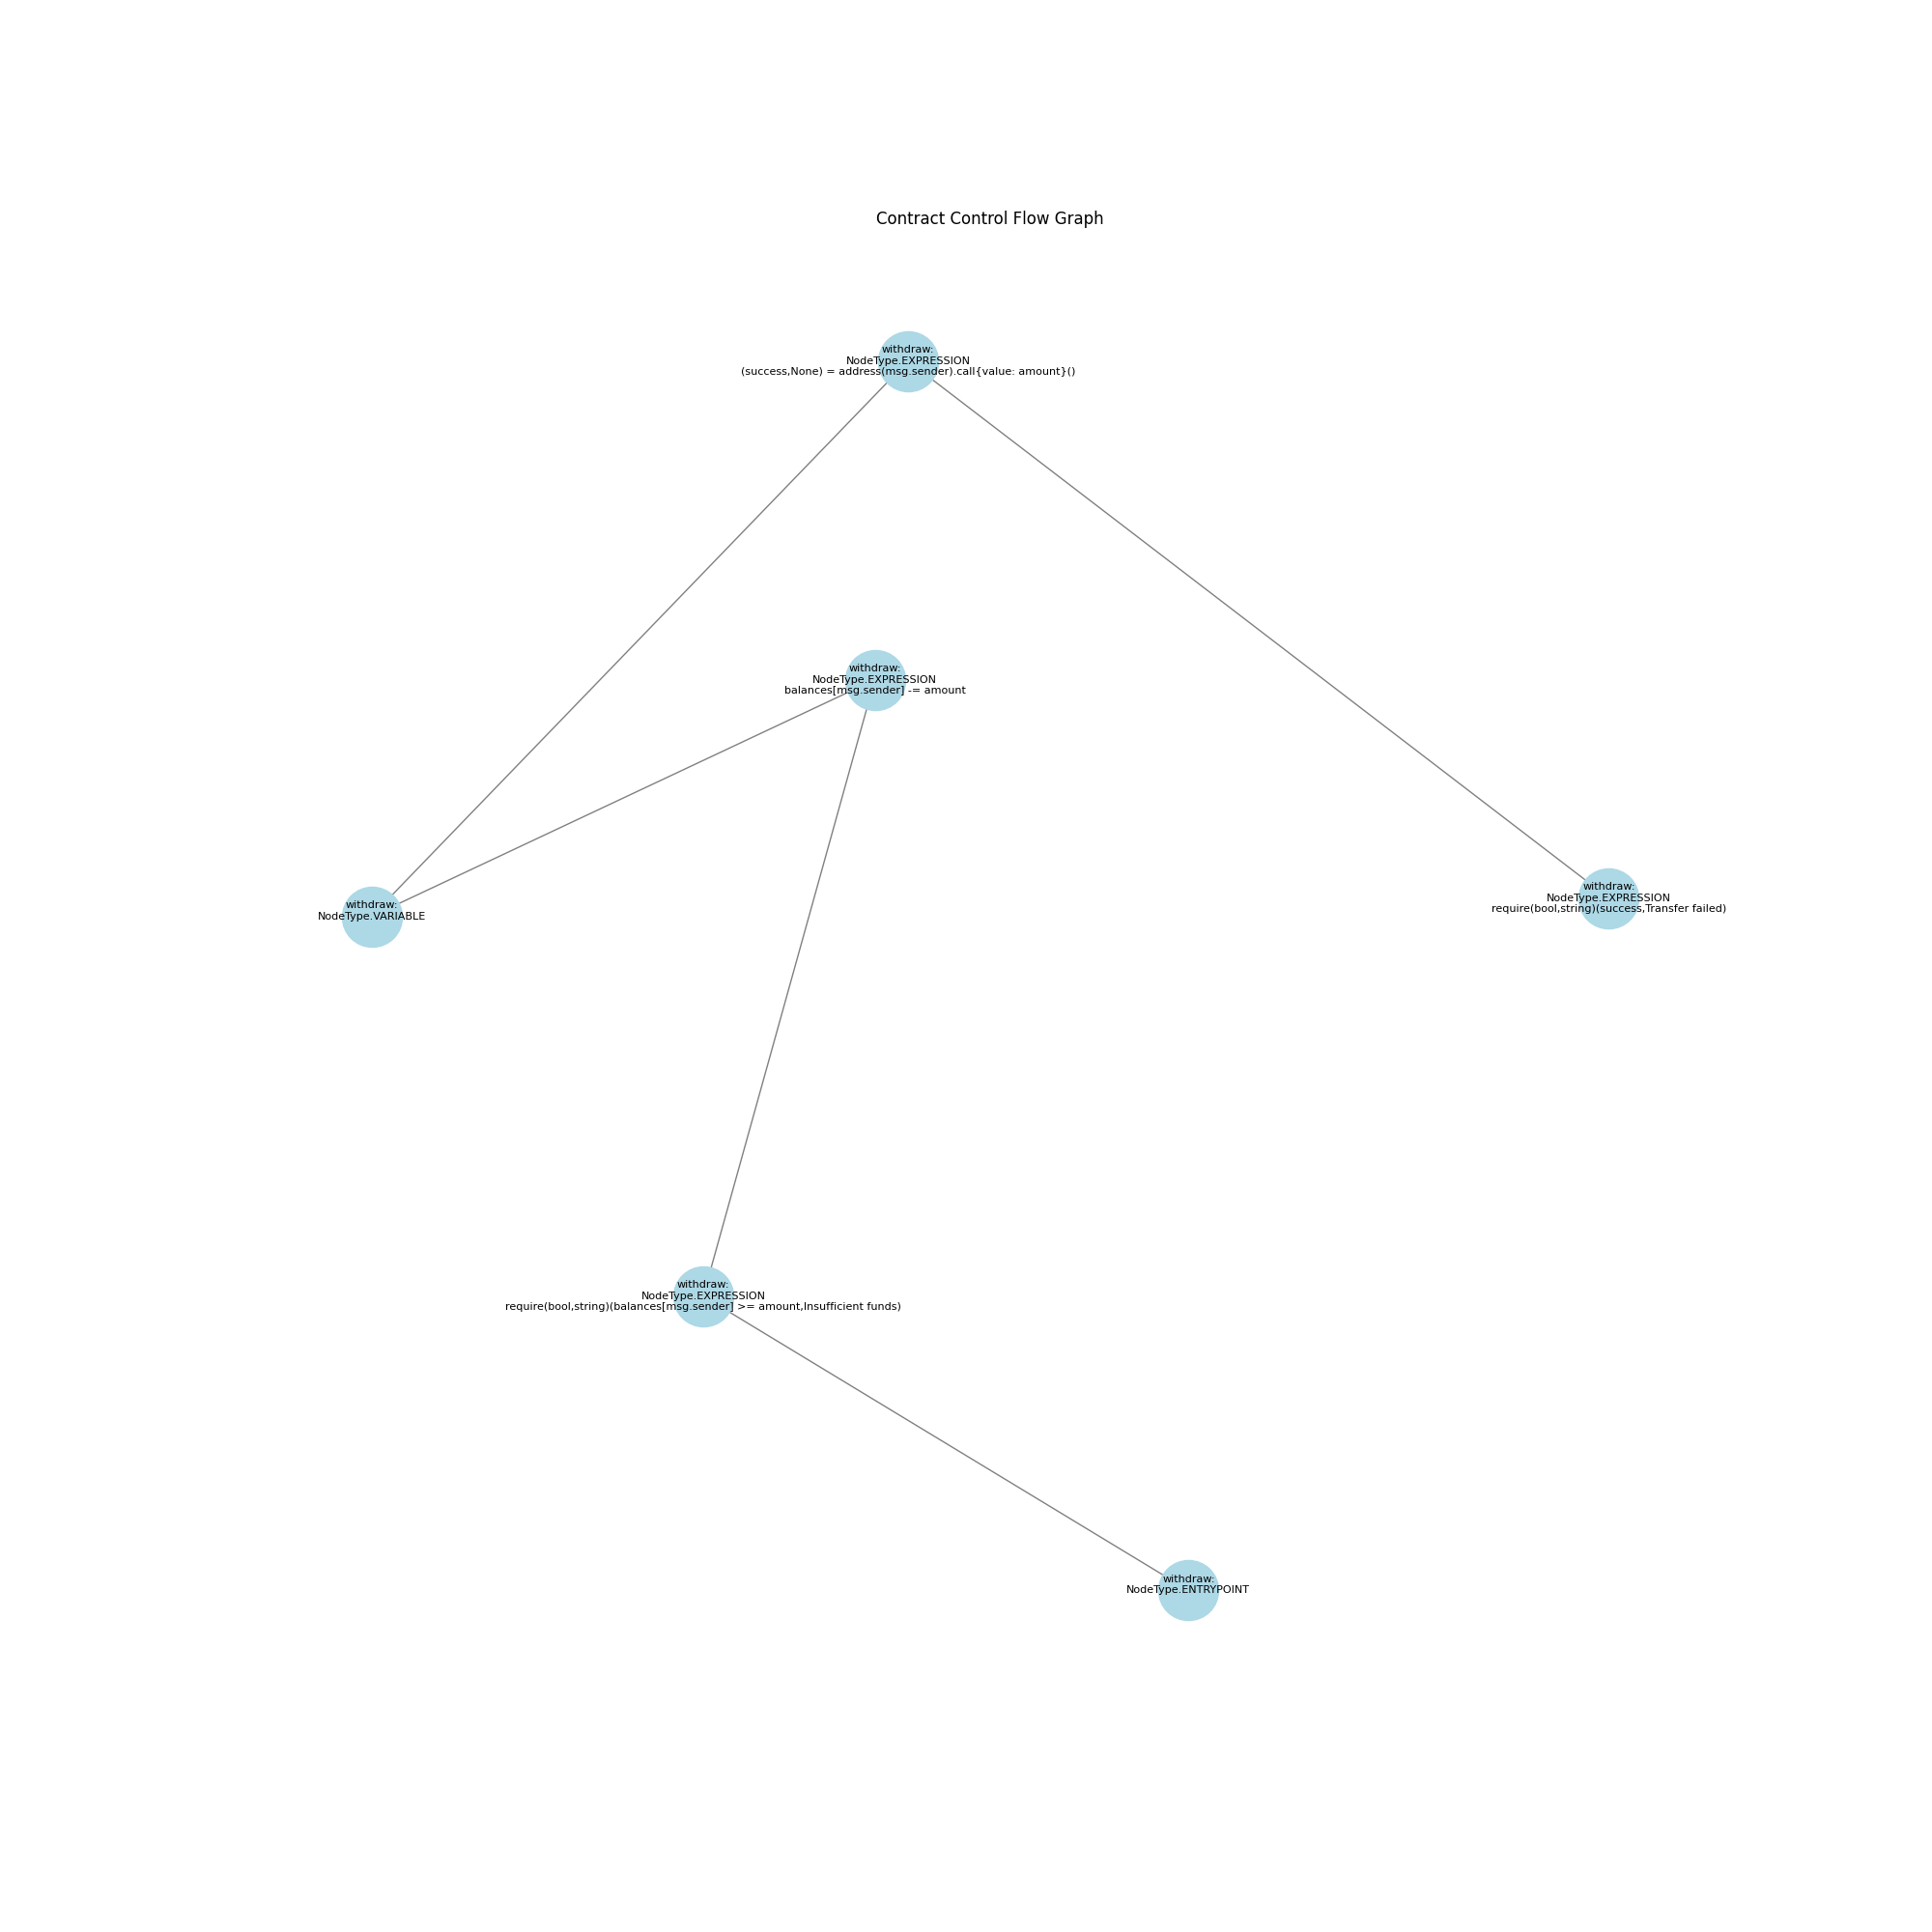 Contract Control Flow Graph
withdraw:
NodeType.EXPRESSION
(success,None) = address(msg.sender).call{value: amount}()
withdraw:
NodeType.EXPRESSION
balances[msg.sender] -= amount
withdraw:
NodeType.VARIABLE
withdraw:
NodeType.EXPRESSION
require(bool,string)(success,Transfer failed)
withdraw:
NodeType.EXPRESSION
require(bool,string)(balances[msg.sender] >= amount,Insufficient funds)
withdraw:
NodeType.ENTRYPOINT